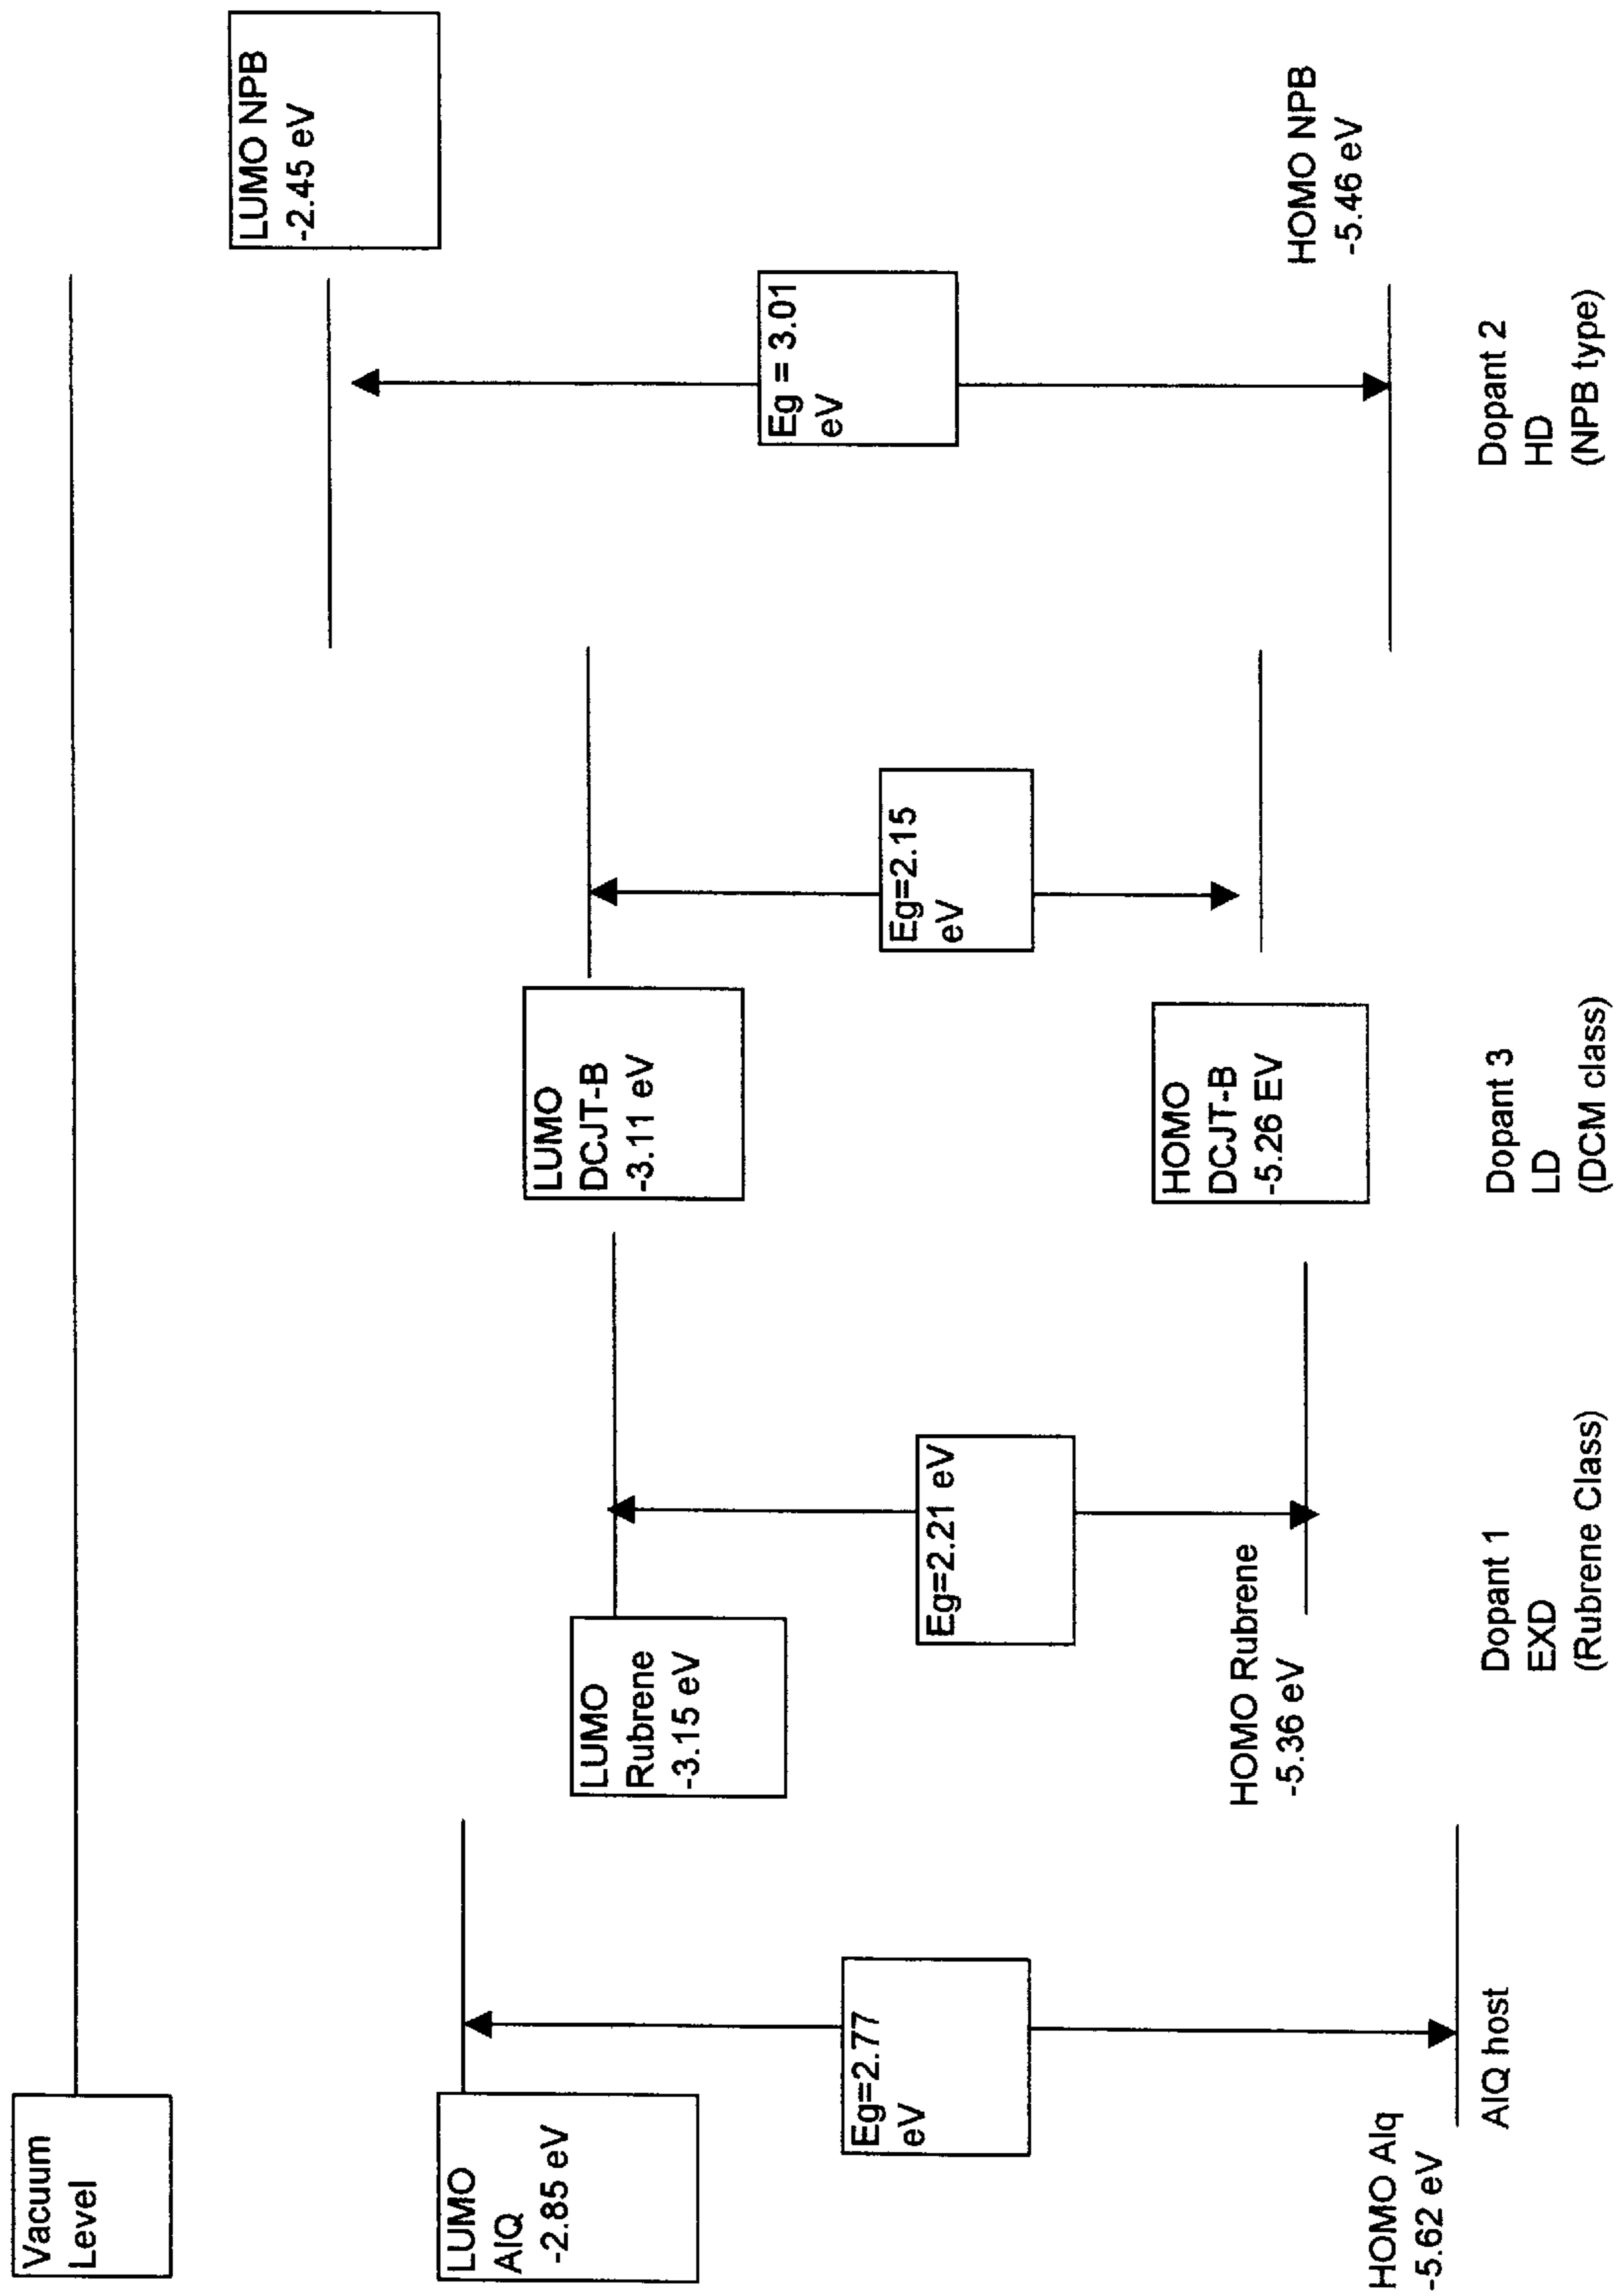 Vacuum
Level
LUMO
AlQ
-2.85 eV
Eg=2.77
eV
HOMO Alq
-5.62 eV
AlQ host
LUMO
Rubrene
-3.15 eV
Eg=2.21 eV
HOMO Rubrene
-5.36 eV
Dopant 1
EXD
(Rubrene Class)
LUMO
DCJT-B
-3.11 eV
Eg=2.15
eV
HOMO
DCJT-B
-5.26 EV
Dopant 3
LD
(DCM class)
LUMO NPB
-2.45 eV
Eg = 3.01
eV
HOMO NPB
-5.46 eV
Dopant 2
HD
(NPB type)